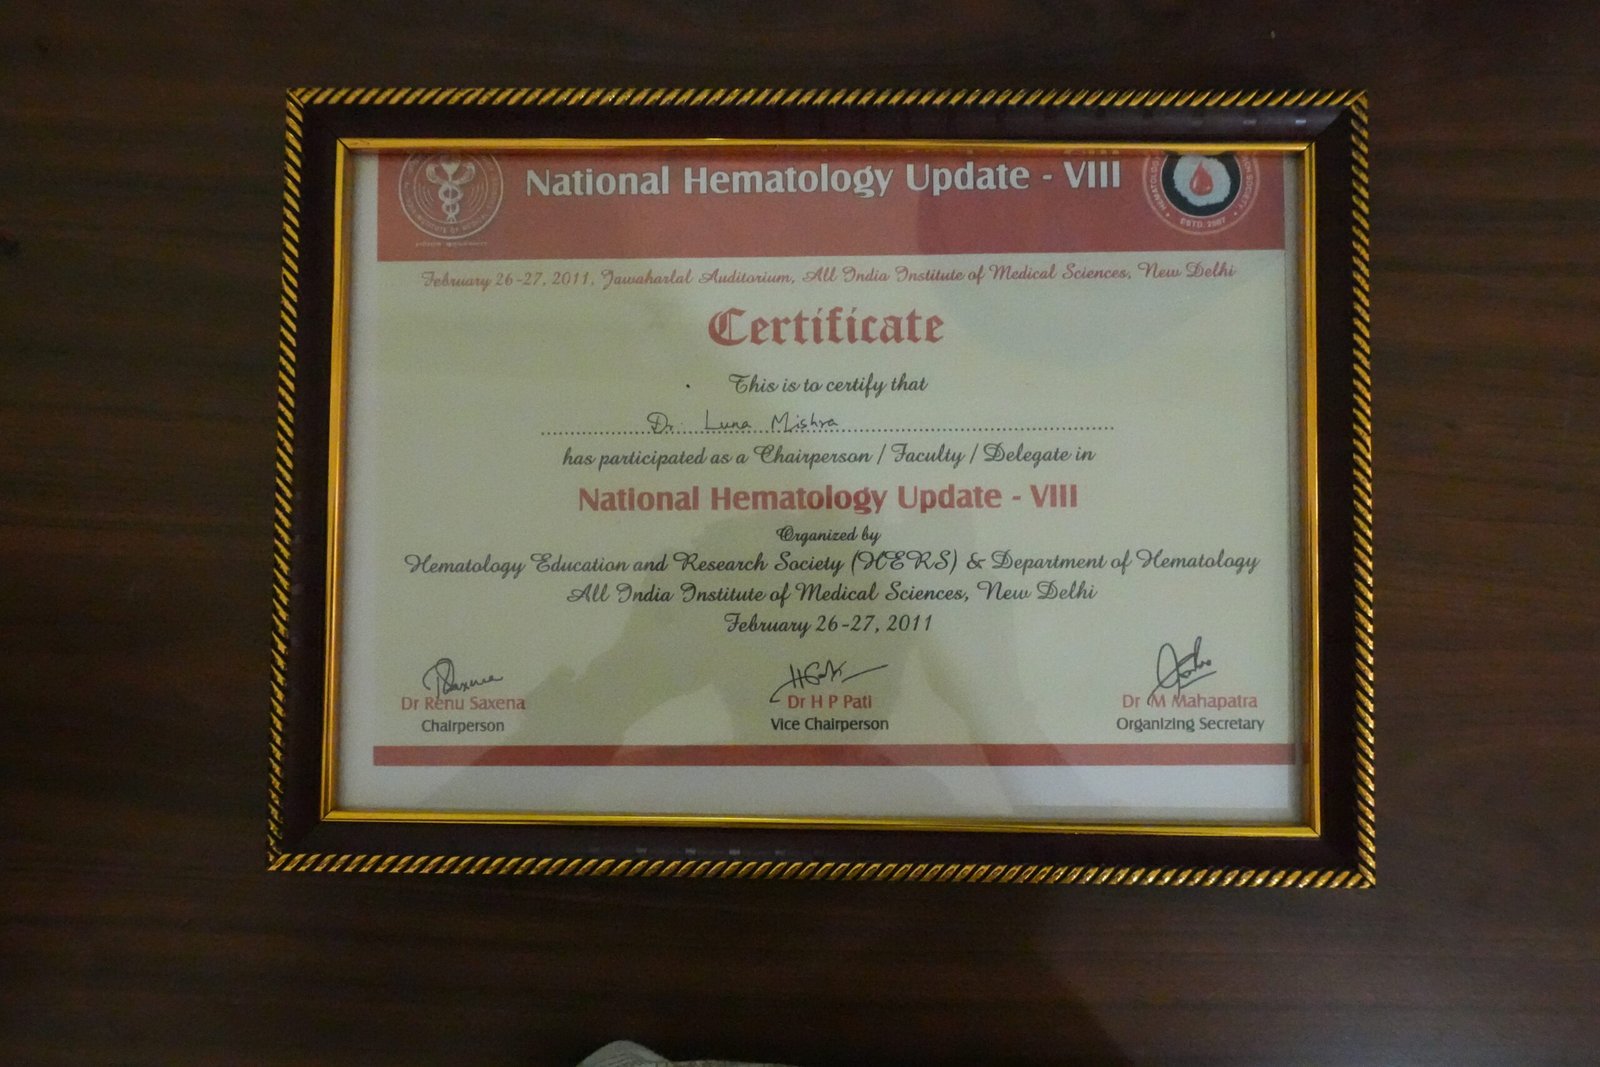 National Hematology Update - VIII
ESTD. 2007
February 26-27, 2011, Jawaharlal Auditorium, All India Institute of Medical Sciences, New Delhi
Certificate
This is to certify that
Dr. Luna Mishra
has participated as a Chairperson / Faculty / Delegate in
National Hematology Update - VIII
Organized by
Hematology Education and Research Society (HERS) & Department of Hematology
All India Institute of Medical Sciences, New Delhi
February 26-27, 2011
Dr Renu Saxena
Dr H P Pati
Dr M Mahapatra
Chairperson
Vice Chairperson
Organizing Secretary